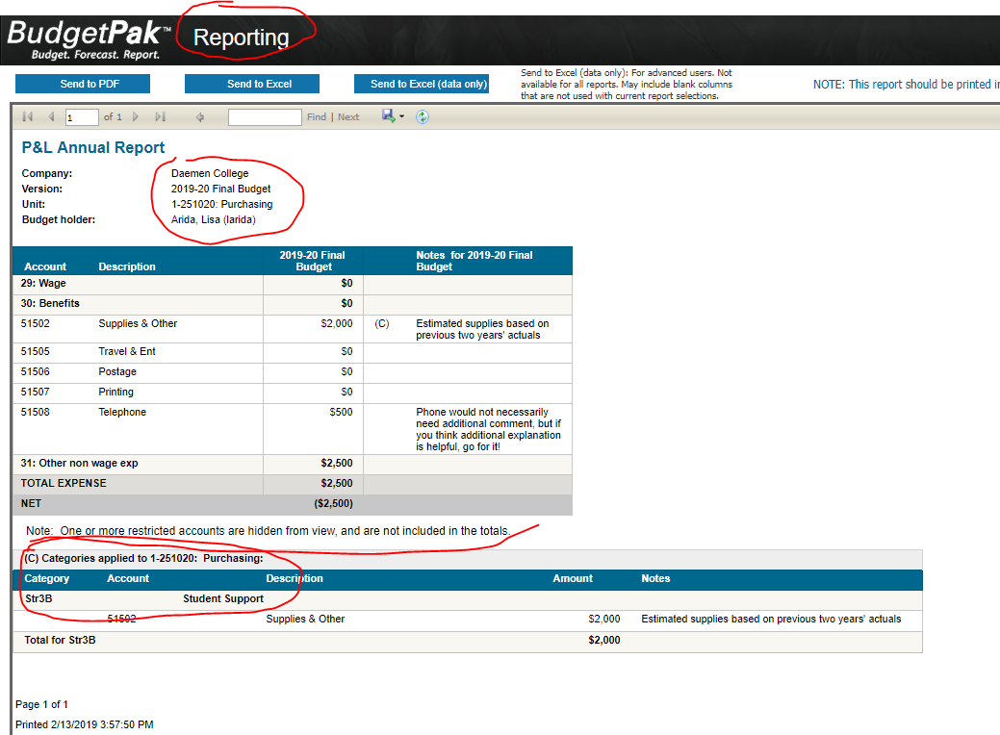 BudgetPak™ Reporting
Budget. Forecast. Report.
Send to PDF Send to Excel Send to Excel (data only)
Send to Excel (data only): For advanced users. Not
available for all reports. May include blank columns
that are not used with current report selections.
NOTE: This report should be printed in
1 of 1 Find | Next
P&L Annual Report
Company: Daemen College
Version: 2019-20 Final Budget
Unit: 1-251020: Purchasing
Budget holder: Arida, Lisa (larida)
Account Description 2019-20 Final Budget Notes for 2019-20 Final Budget
29: Wage $0
30: Benefits $0
51502 Supplies & Other $2,000 (C) Estimated supplies based on
previous two years' actuals
51505 Travel & Ent $0
51506 Postage $0
51507 Printing $0
51508 Telephone $500 Phone would not necessarily
need additional comment, but if
you think additional explanation
is helpful, go for it!
31: Other non wage exp $2,500
TOTAL EXPENSE $2,500
NET ($2,500)
Note: One or more restricted accounts are hidden from view, and are not included in the totals.
(C) Categories applied to 1-251020: Purchasing:
Category Account Description Amount Notes
Str3B Student Support
51502 Supplies & Other $2,000 Estimated supplies based on previous two years' actuals
Total for Str3B $2,000
Page 1 of 1
Printed 2/13/2019 3:57:50 PM